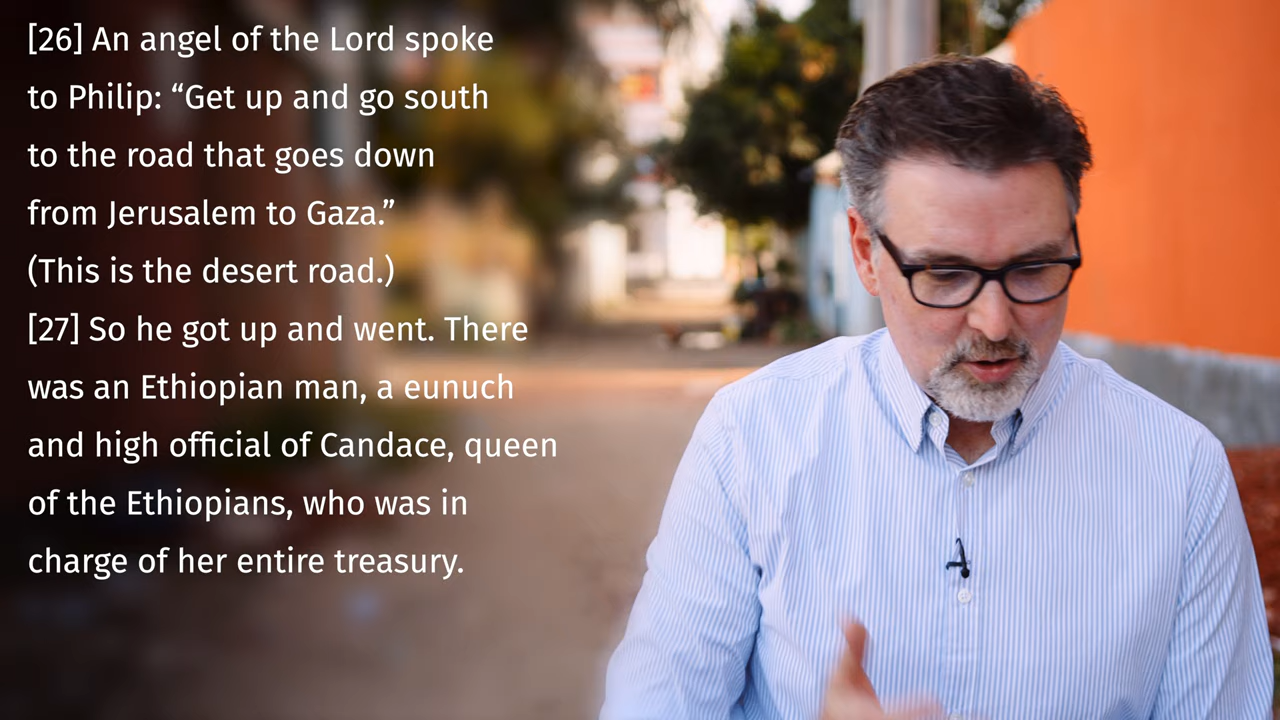 [26] An angel of the Lord spoke
to Philip: “Get up and go south
to the road that goes down
from Jerusalem to Gaza.”
(This is the desert road.)
[27] So he got up and went. There
was an Ethiopian man, a eunuch
and high official of Candace, queen
of the Ethiopians, who was in
charge of her entire treasury.